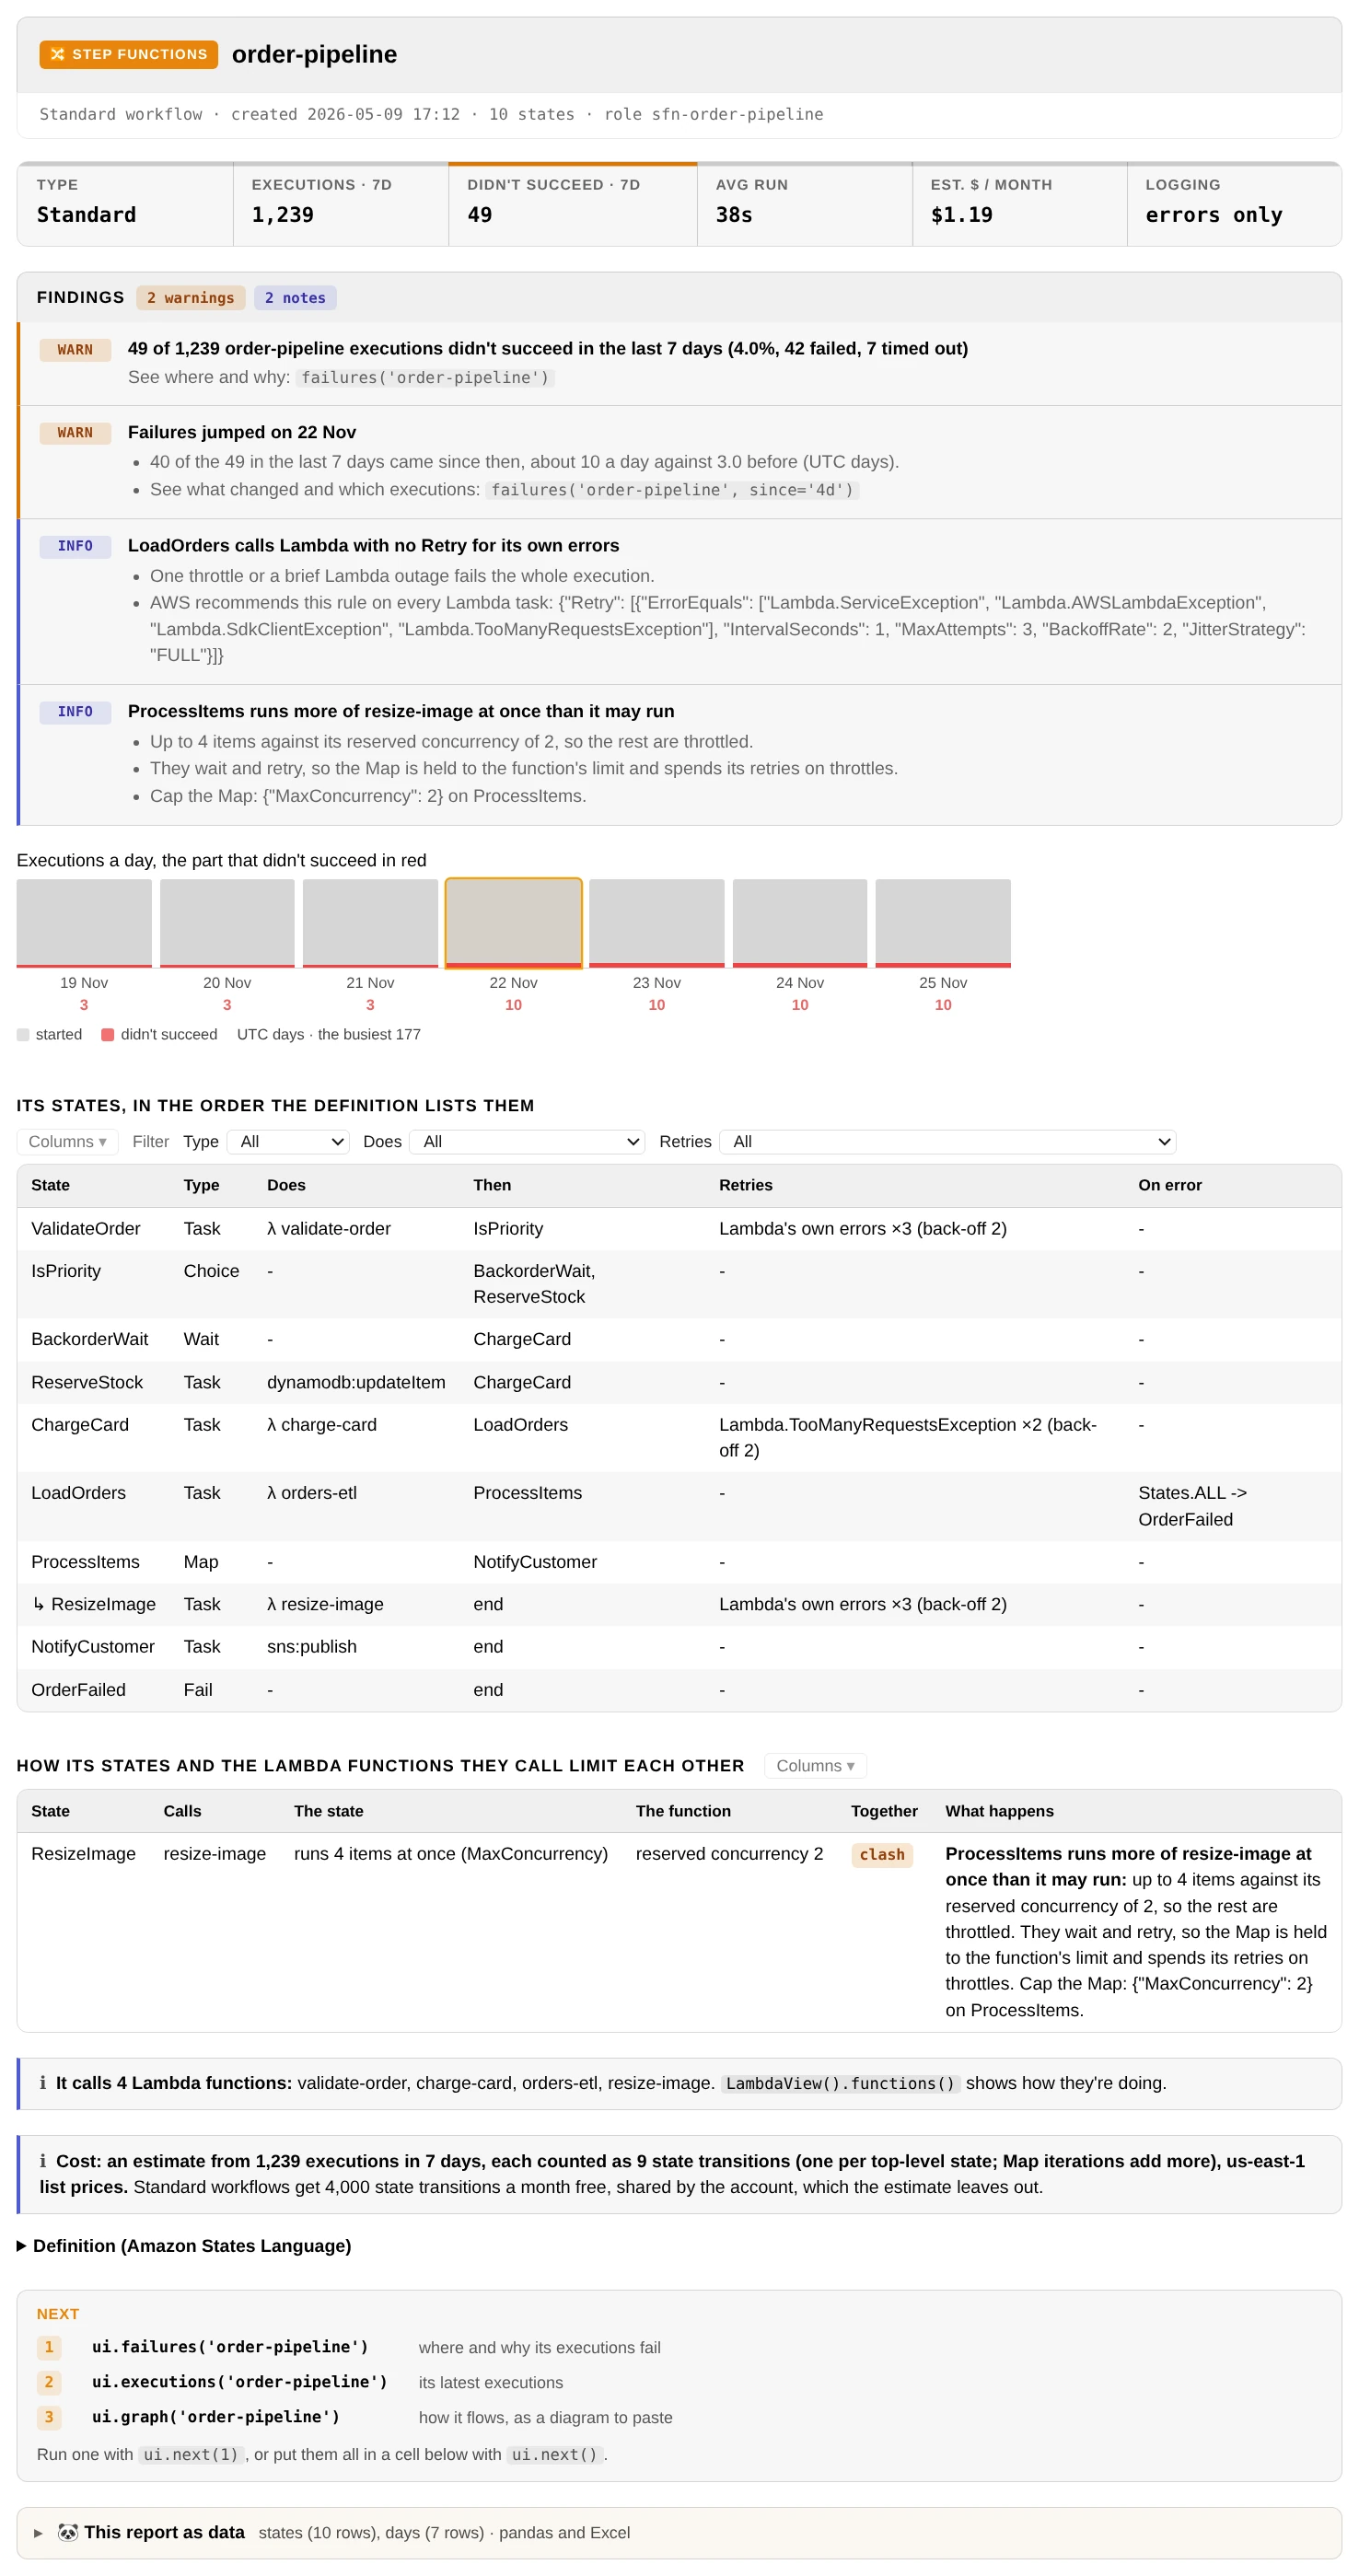 STEP FUNCTIONS order-pipeline
Standard workflow · created 2026-05-09 17:12 · 10 states · role sfn-order-pipeline
TYPE EXECUTIONS · 7D DIDN'T SUCCEED · 7D AVG RUN EST. $ / MONTH LOGGING
Standard 1,239 49 38s $1.19 errors only
FINDINGS 2 warnings 2 notes
WARN 49 of 1,239 order-pipeline executions didn't succeed in the last 7 days (4.0%, 42 failed, 7 timed out)
See where and why: failures('order-pipeline')
WARN Failures jumped on 22 Nov
• 40 of the 49 in the last 7 days came since then, about 10 a day against 3.0 before (UTC days).
• See what changed and which executions: failures('order-pipeline', since='4d')
INFO LoadOrders calls Lambda with no Retry for its own errors
• One throttle or a brief Lambda outage fails the whole execution.
• AWS recommends this rule on every Lambda task: {"Retry": [{"ErrorEquals": ["Lambda.ServiceException", "Lambda.AWSLambdaException",
"Lambda.SdkClientException", "Lambda.TooManyRequestsException"], "IntervalSeconds": 1, "MaxAttempts": 3, "BackoffRate": 2, "JitterStrategy":
"FULL"}]}
INFO ProcessItems runs more of resize-image at once than it may run
• Up to 4 items against its reserved concurrency of 2, so the rest are throttled.
• They wait and retry, so the Map is held to the function's limit and spends its retries on throttles.
• Cap the Map: {"MaxConcurrency": 2} on ProcessItems.
Executions a day, the part that didn't succeed in red
19 Nov 20 Nov 21 Nov 22 Nov 23 Nov 24 Nov 25 Nov
3 3 3 10 10 10 10
started didn't succeed UTC days · the busiest 177
ITS STATES, IN THE ORDER THE DEFINITION LISTS THEM
Columns ▾ Filter Type All Does All Retries All
State Type Does Then Retries On error
ValidateOrder Task λ validate-order IsPriority Lambda's own errors ×3 (back-off 2) -
IsPriority Choice - BackorderWait, - -
ReserveStock
BackorderWait Wait - ChargeCard - -
ReserveStock Task dynamodb:updateItem ChargeCard - -
ChargeCard Task λ charge-card LoadOrders Lambda.TooManyRequestsException ×2 (back- -
off 2)
LoadOrders Task λ orders-etl ProcessItems - States.ALL ->
OrderFailed
ProcessItems Map - NotifyCustomer - -
↳ ResizeImage Task λ resize-image end Lambda's own errors ×3 (back-off 2) -
NotifyCustomer Task sns:publish end - -
OrderFailed Fail - end - -
HOW ITS STATES AND THE LAMBDA FUNCTIONS THEY CALL LIMIT EACH OTHER Columns ▾
State Calls The state The function Together What happens
ResizeImage resize-image runs 4 items at once (MaxConcurrency) reserved concurrency 2 clash ProcessItems runs more of resize-image at
once than it may run: up to 4 items against its
reserved concurrency of 2, so the rest are
throttled. They wait and retry, so the Map is held
to the function's limit and spends its retries on
throttles. Cap the Map: {"MaxConcurrency": 2}
on ProcessItems.
ℹ It calls 4 Lambda functions: validate-order, charge-card, orders-etl, resize-image. LambdaView().functions() shows how they're doing.
ℹ Cost: an estimate from 1,239 executions in 7 days, each counted as 9 state transitions (one per top-level state; Map iterations add more), us-east-1
list prices. Standard workflows get 4,000 state transitions a month free, shared by the account, which the estimate leaves out.
▶ Definition (Amazon States Language)
NEXT
1 ui.failures('order-pipeline') where and why its executions fail
2 ui.executions('order-pipeline') its latest executions
3 ui.graph('order-pipeline') how it flows, as a diagram to paste
Run one with ui.next(1), or put them all in a cell below with ui.next().
▸ 🐼 This report as data states (10 rows), days (7 rows) · pandas and Excel